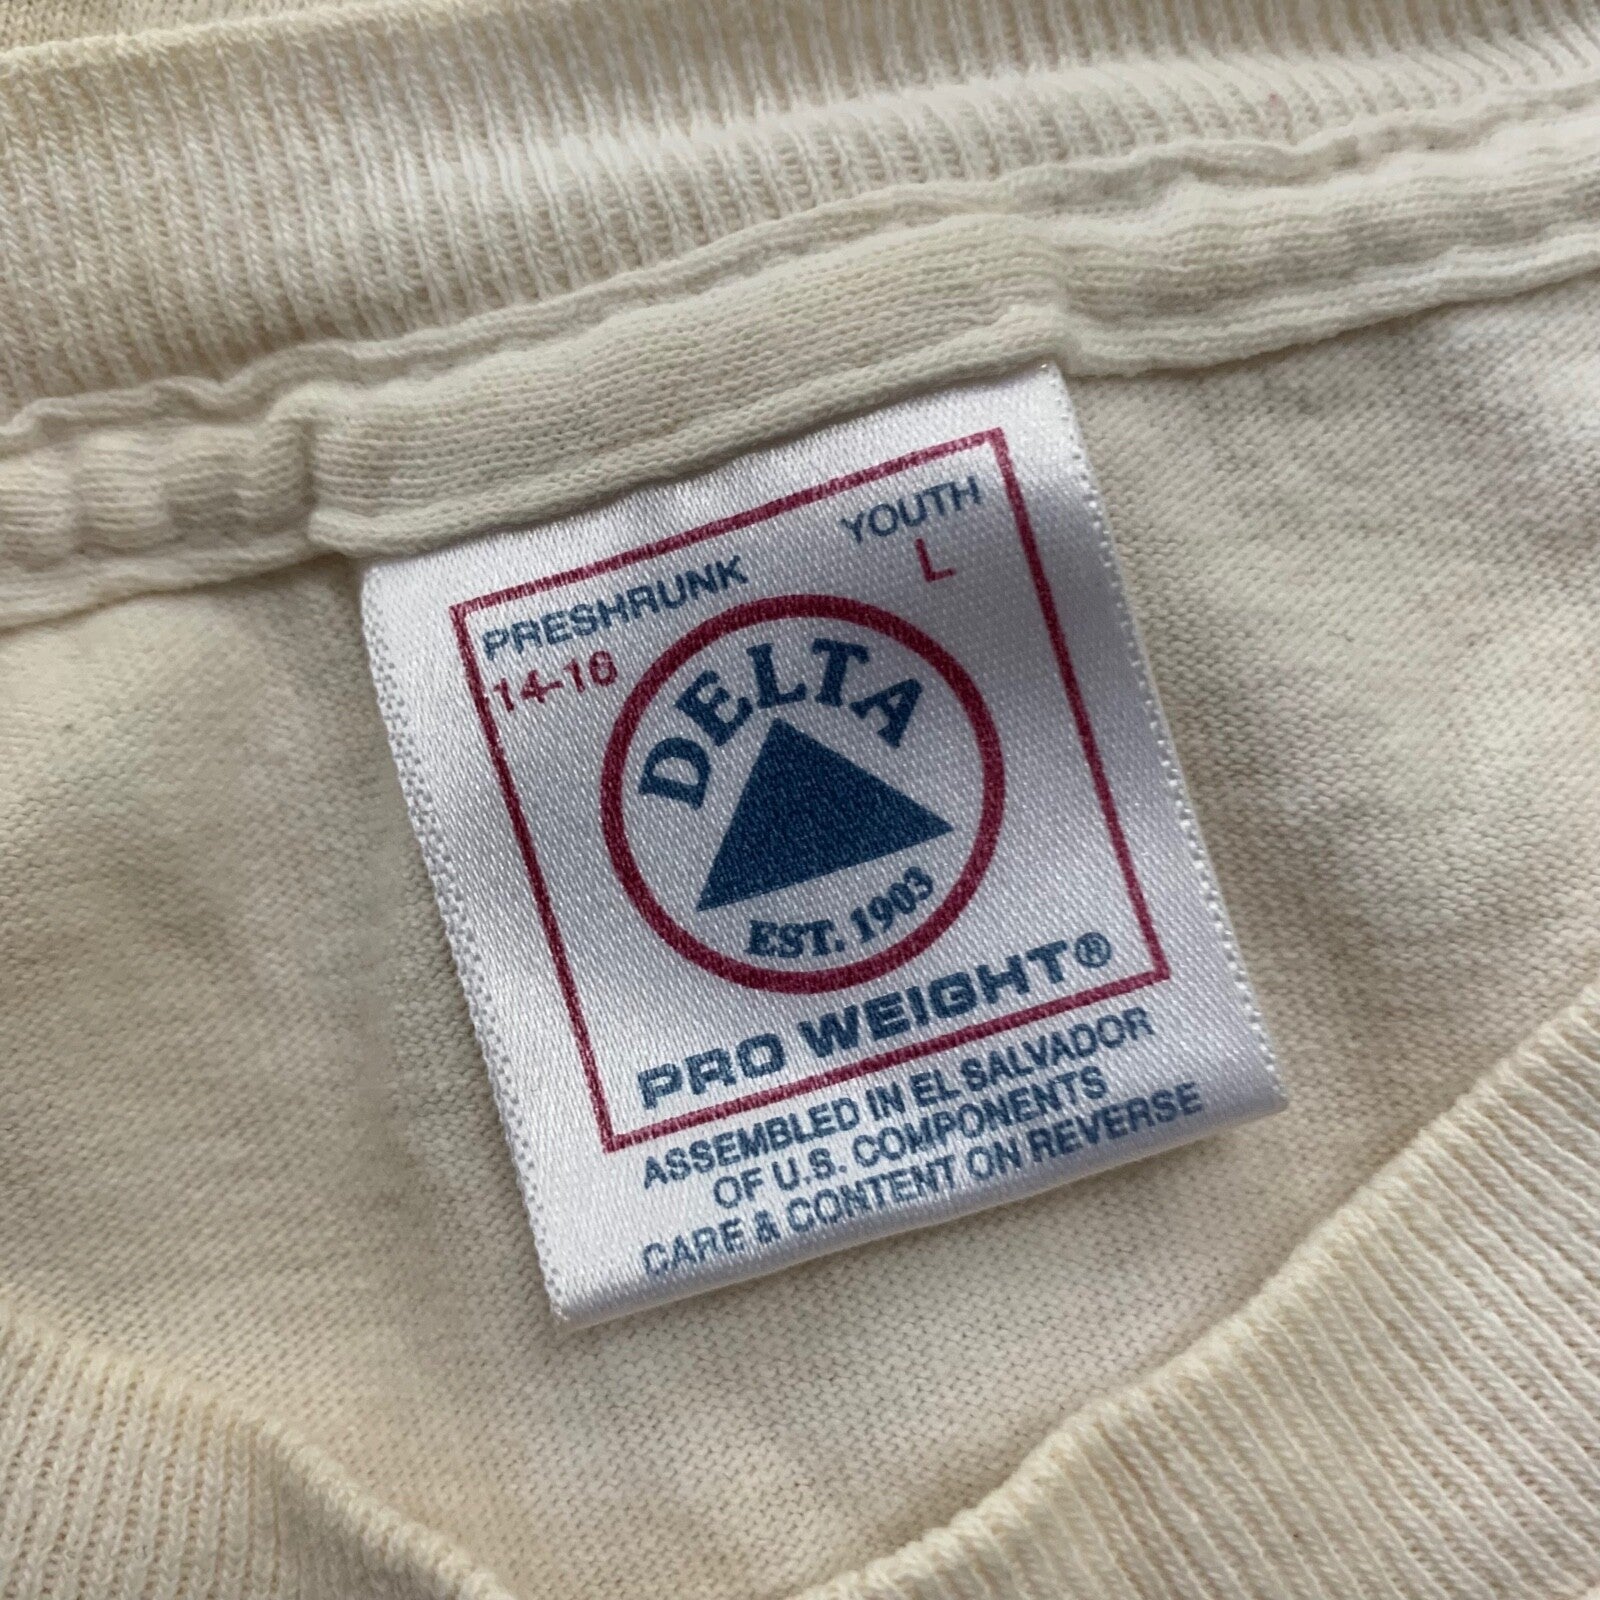 PRESHRUNK YOUTH
14-16 L
DELTA
EST. 1903
PRO WEIGHT®
ASSEMBLED IN EL SALVADOR
OF U.S. COMPONENTS
CARE & CONTENT ON REVERSE